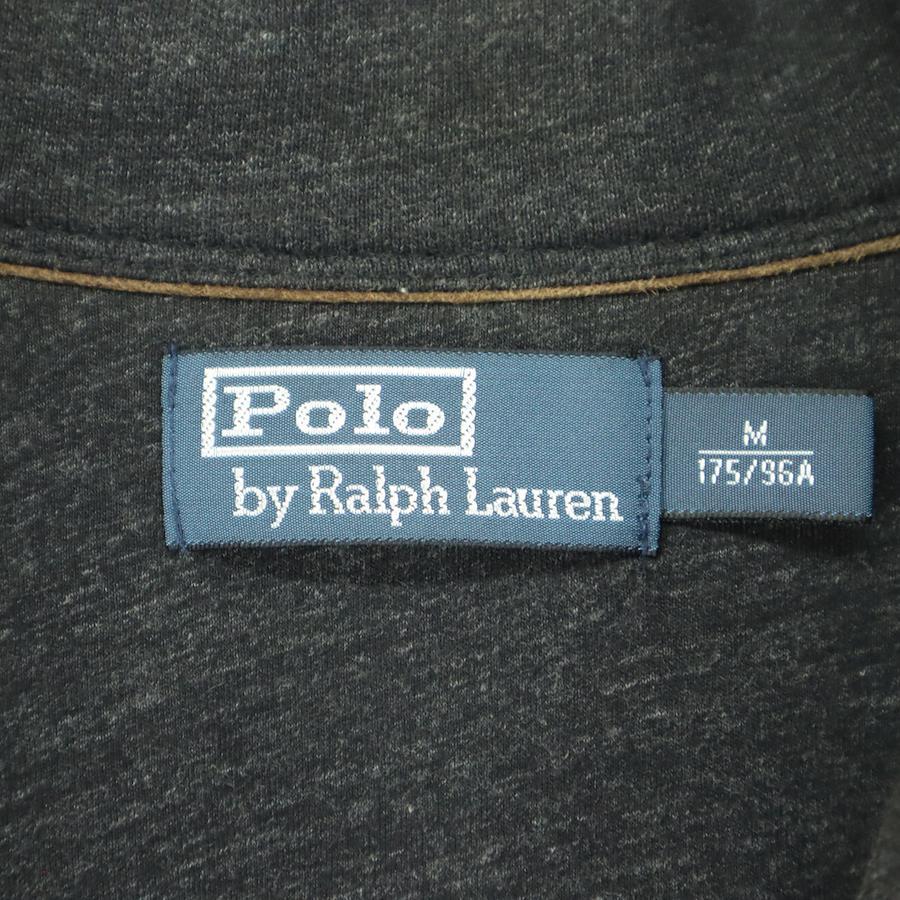 Polo
by Ralph Lauren
M
175/96A